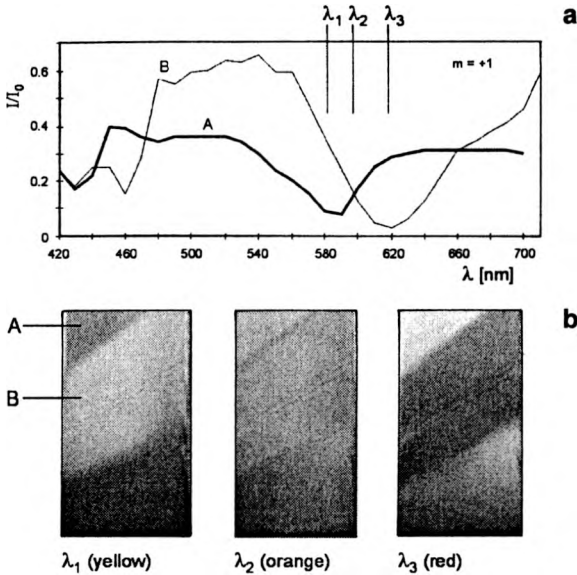 λ₁ λ₂ λ₃
a
I/I₀
0.6
0.4
0.2
0
B
A
m = +1
420 460 500 540 580 620 660 700
λ [nm]
b
A
B
λ₁ (yellow) λ₂ (orange) λ₃ (red)